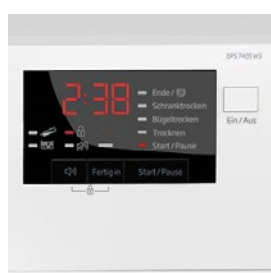 DPS 7405 W3
2:38
Ende /
Schranktrocken
Bügeltrocken
Trocknen
Start / Pause
Ein / Aus
Fertig in
Start / Pause